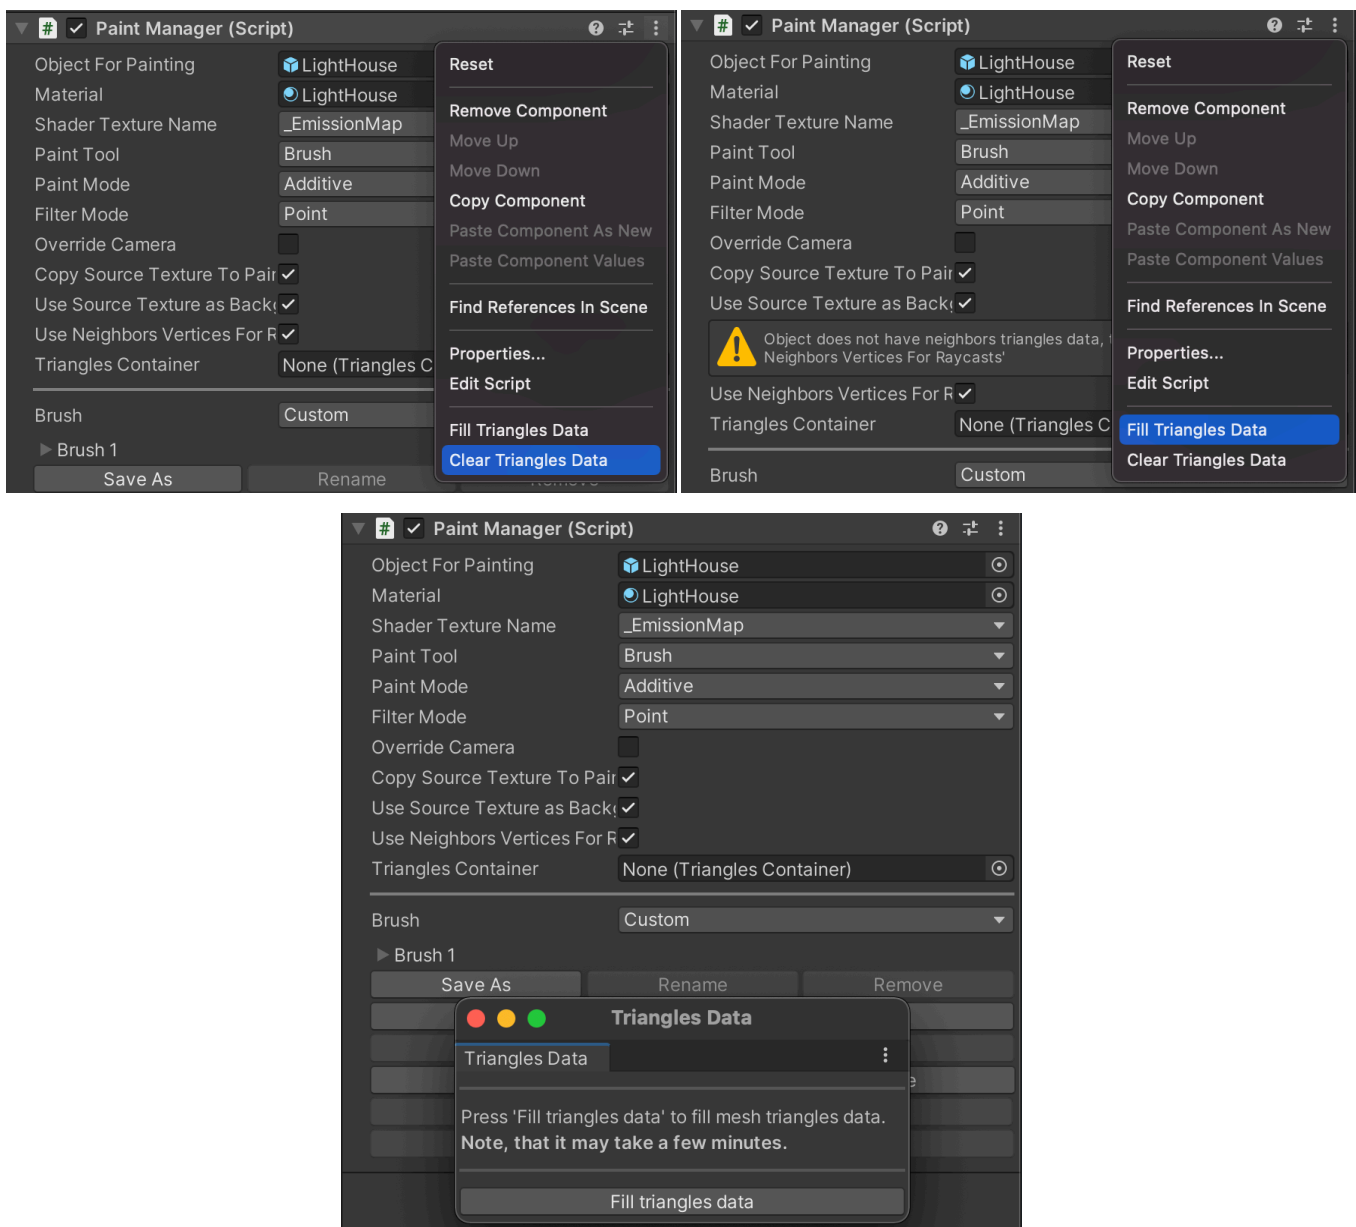 Paint Manager (Script)
Object For Painting LightHouse
Material LightHouse
Shader Texture Name _EmissionMap
Paint Tool Brush
Paint Mode Additive
Filter Mode Point
Override Camera
Copy Source Texture To Pair
Use Source Texture as Back
Use Neighbors Vertices For R
Triangles Container None (Triangles C
Brush Custom
Brush 1
Save As Rename Remove
Reset
Remove Component
Move Up
Move Down
Copy Component
Paste Component As New
Paste Component Values
Find References In Scene
Properties...
Edit Script
Fill Triangles Data
Clear Triangles Data
Paint Manager (Script)
Object For Painting LightHouse
Material LightHouse
Shader Texture Name _EmissionMap
Paint Tool Brush
Paint Mode Additive
Filter Mode Point
Override Camera
Copy Source Texture To Pair
Use Source Texture as Back
Object does not have neighbors triangles data,
Neighbors Vertices For Raycasts'
Use Neighbors Vertices For R
Triangles Container None (Triangles C
Brush Custom
Reset
Remove Component
Move Up
Move Down
Copy Component
Paste Component As New
Paste Component Values
Find References In Scene
Properties...
Edit Script
Fill Triangles Data
Clear Triangles Data
Paint Manager (Script)
Object For Painting LightHouse
Material LightHouse
Shader Texture Name _EmissionMap
Paint Tool Brush
Paint Mode Additive
Filter Mode Point
Override Camera
Copy Source Texture To Pair
Use Source Texture as Back
Use Neighbors Vertices For R
Triangles Container None (Triangles Container)
Brush Custom
Brush 1
Save As Rename Remove
Triangles Data
Triangles Data
Press 'Fill triangles data' to fill mesh triangles data.
Note, that it may take a few minutes.
Fill triangles data